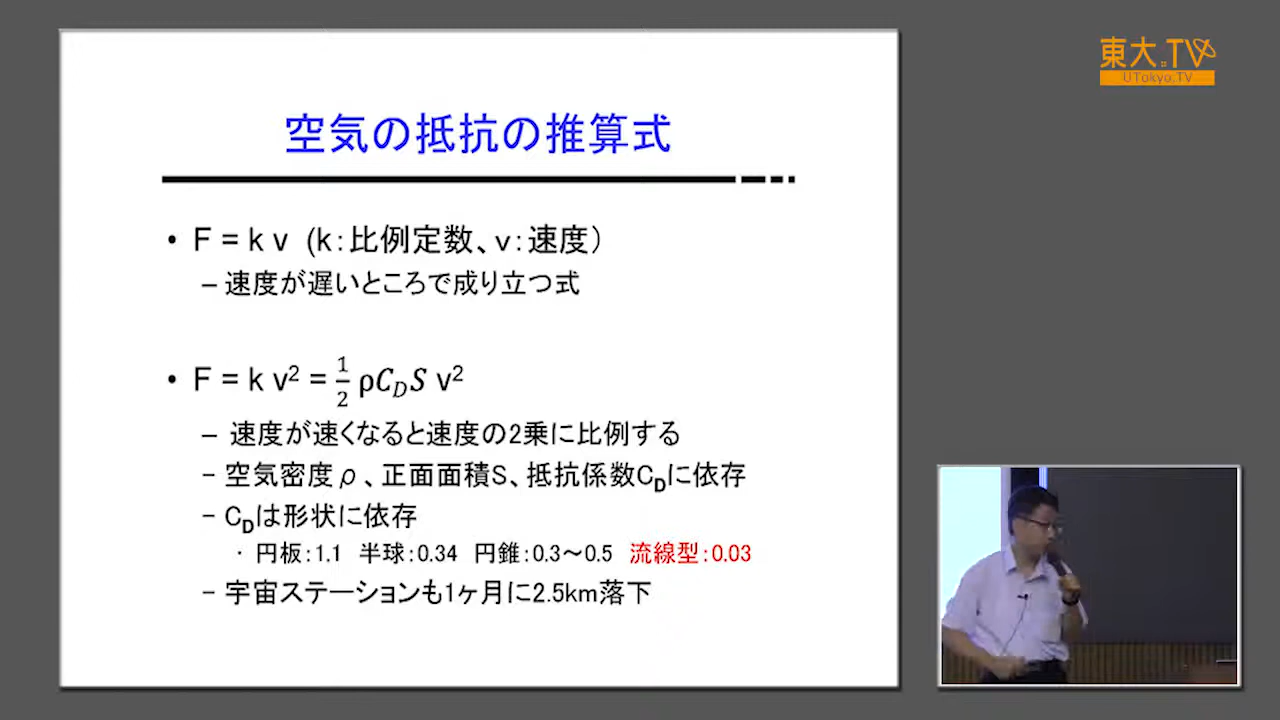 東大.TV
UTokyo.TV
空気の抵抗の推算式
• F = k v (k:比例定数、v:速度)
– 速度が遅いところで成り立つ式
• F = k v² = 1/2 ρC_D S v²
– 速度が速くなると速度の2乗に比例する
– 空気密度ρ、正面面積S、抵抗係数C_Dに依存
– C_Dは形状に依存
・ 円板:1.1 半球:0.34 円錐:0.3~0.5 流線型:0.03
– 宇宙ステーションも1ヶ月に2.5km落下